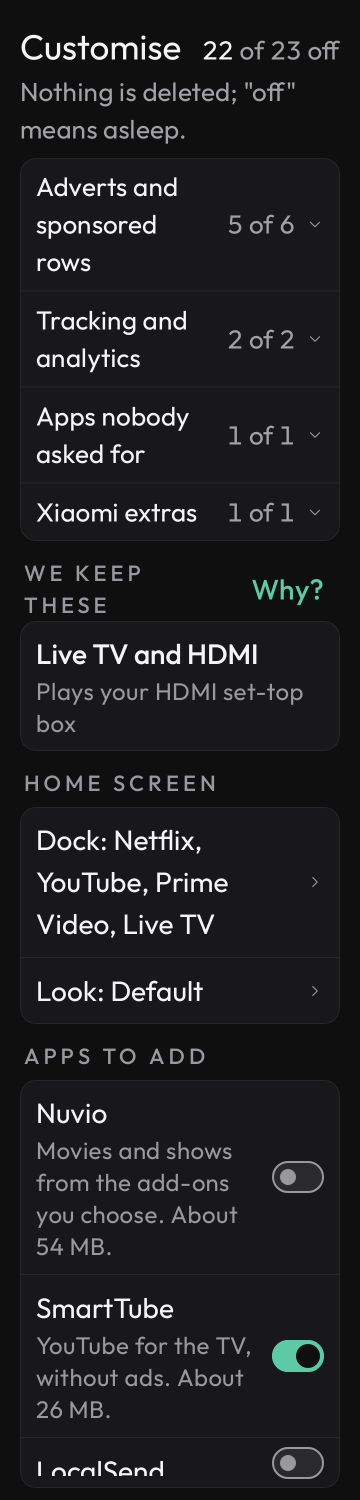 Customise 22 of 23 off
Nothing is deleted; "off"
means asleep.
Adverts and
sponsored
rows
5 of 6
Tracking and
analytics
2 of 2
Apps nobody
asked for
1 of 1
Xiaomi extras 1 of 1
WE KEEP
THESE
Why?
Live TV and HDMI
Plays your HDMI set-top
box
HOME SCREEN
Dock: Netflix,
YouTube, Prime
Video, Live TV
Look: Default
APPS TO ADD
Nuvio
Movies and shows
from the add-ons
you choose. About
54 MB.
SmartTube
YouTube for the TV,
without ads. About
26 MB.
LocalSend